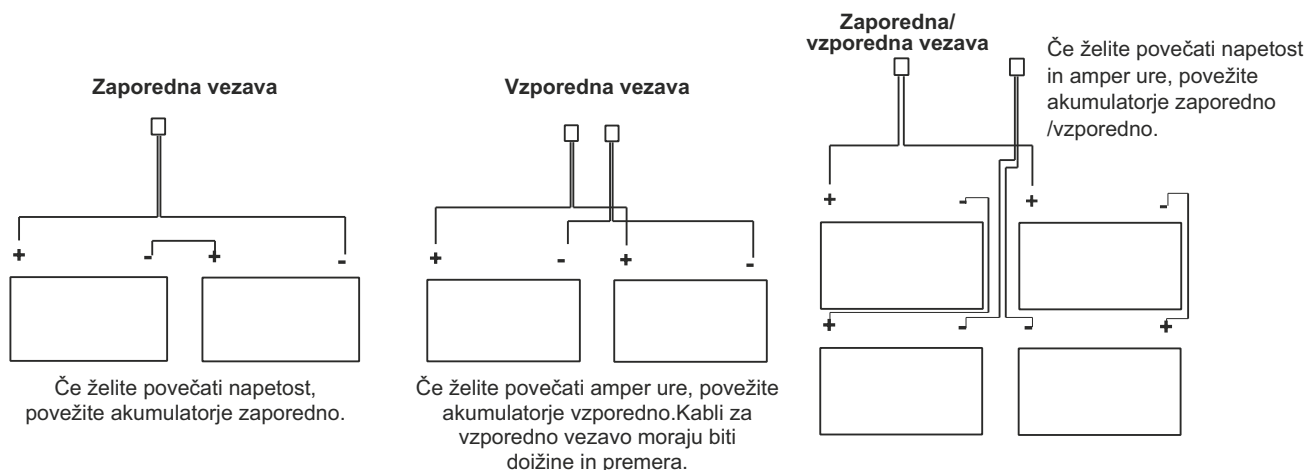 Zaporedna vezava
+
-
+
-
Če želite povečati napetost,
povežite akumulatorje zaporedno.
Vzporedna vezava
+
-
+
-
Če želite povečati amper ure, povežite
akumulatorje vzporedno.Kabli za
vzporedno vezavo moraju biti
doižine in premera.
Zaporedna/
vzporedna vezava
Če želite povečati napetost
in amper ure, povežite
akumulatorje zaporedno
/vzporedno.
+
-
+
-
+
-
-
+